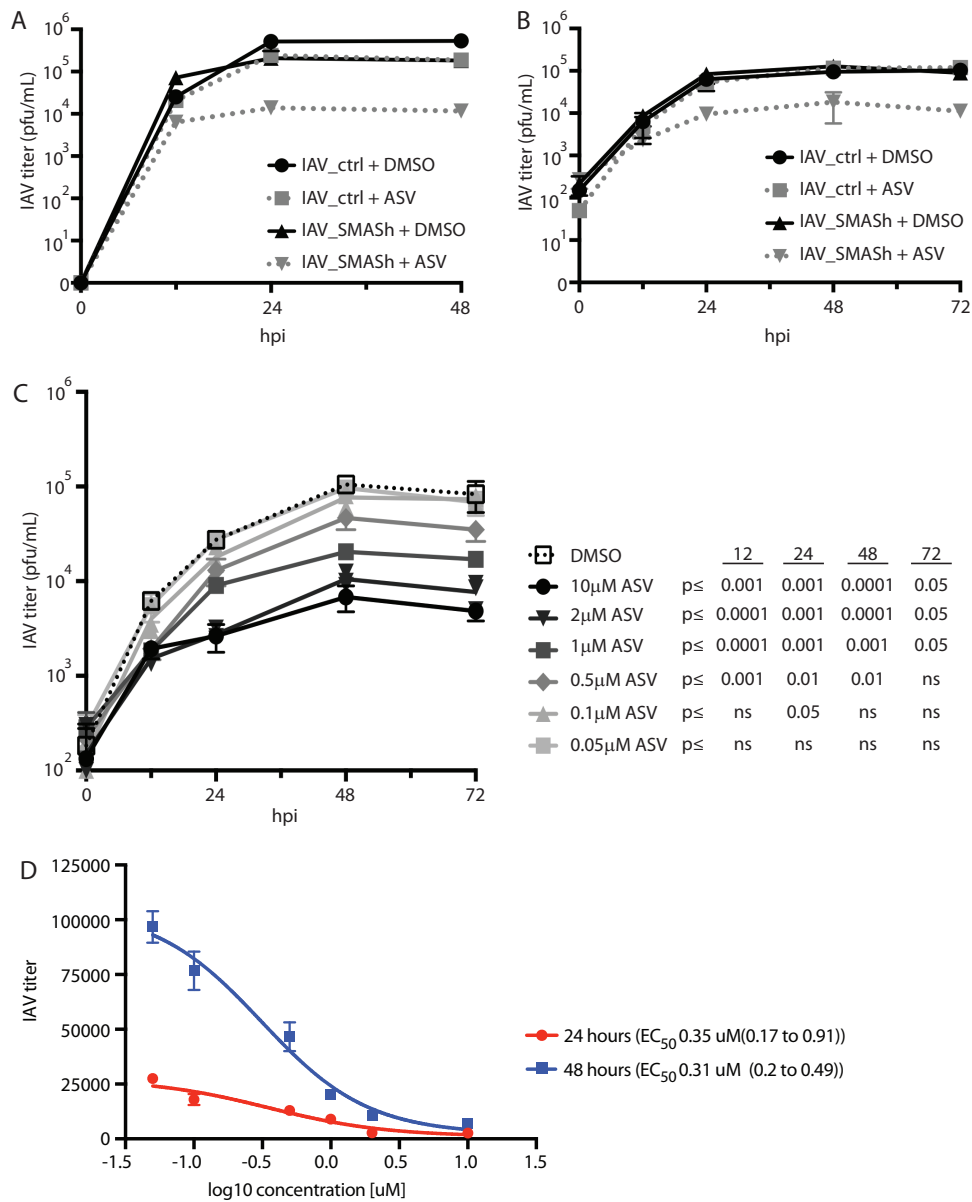 A
IAV titer (pfu/mL)
10^6
10^5
10^4
10^3
10^2
10^1
0
IAV_ctrl + DMSO
IAV_ctrl + ASV
IAV_SMASh + DMSO
IAV_SMASh + ASV
0 12 24 48
hpi
B
IAV titer (pfu/mL)
10^6
10^5
10^4
10^3
10^2
10^1
0
IAV_ctrl + DMSO
IAV_ctrl + ASV
IAV_SMASh + DMSO
IAV_SMASh + ASV
0 12 24 48 72
hpi
C
IAV titer (pfu/mL)
10^6
10^5
10^4
10^3
10^2
0 12 24 48 72
hpi
DMSO 12 24 48 72
10μM ASV p≤ 0.001 0.001 0.0001 0.05
2μM ASV p≤ 0.0001 0.001 0.0001 0.05
1μM ASV p≤ 0.0001 0.001 0.001 0.05
0.5μM ASV p≤ 0.001 0.01 0.01 ns
0.1μM ASV p≤ ns 0.05 ns ns
0.05μM ASV p≤ ns ns ns ns
D
IAV titer
125000
100000
75000
50000
25000
0
-1.5 -1.0 -0.5 0.0 0.5 1.0 1.5
log10 concentration [uM]
24 hours (EC50 0.35 uM(0.17 to 0.91))
48 hours (EC50 0.31 uM (0.2 to 0.49))